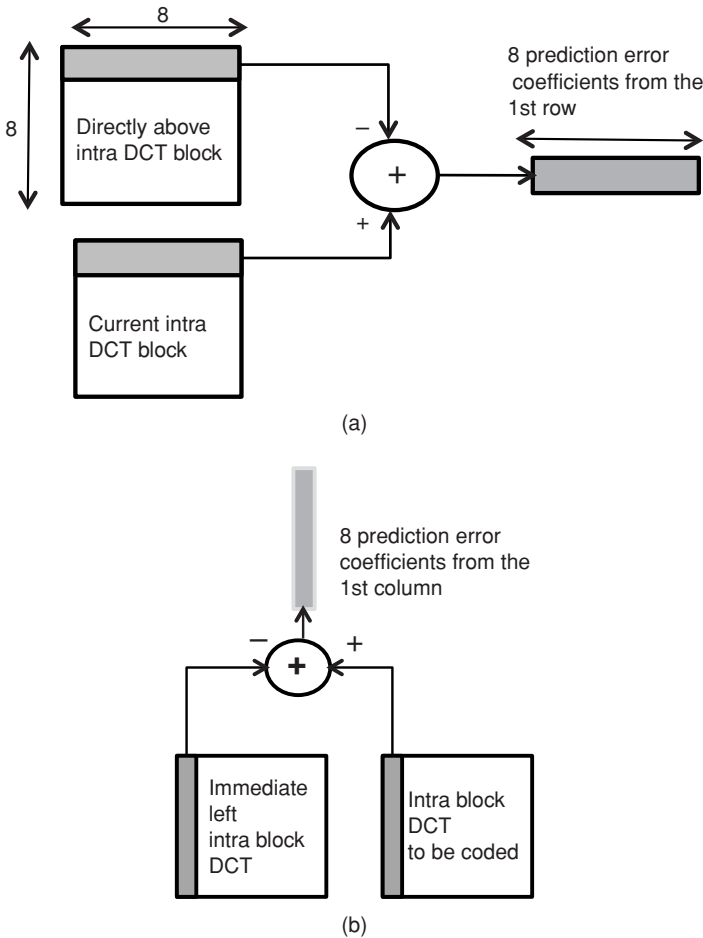 8
8
Directly above
intra DCT block
8 prediction error
coefficients from the
1st row
−
+
+
Current intra
DCT block
(a)
8 prediction error
coefficients from the
1st column
−
+
+
Immediate
left
intra block
DCT
Intra block
DCT
to be coded
(b)